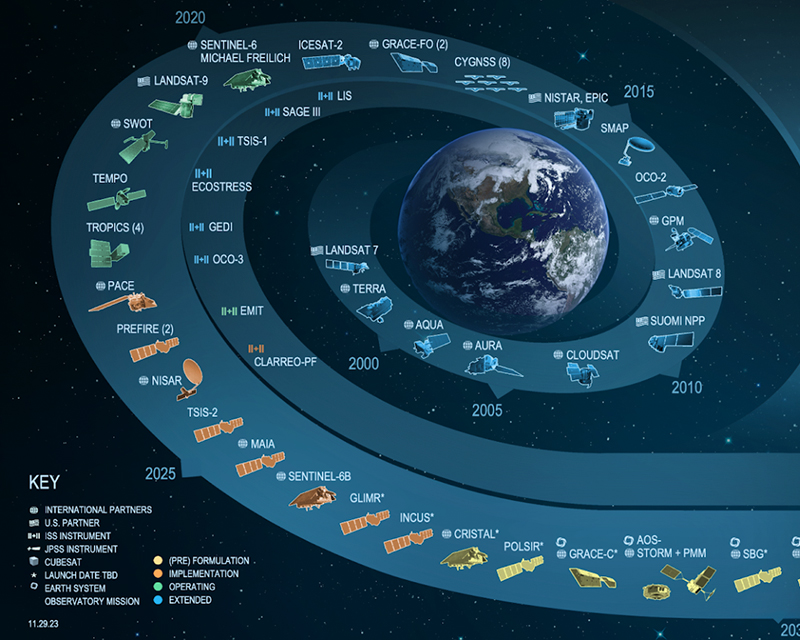 2020
SENTINEL-6
MICHAEL FREILICH
ICESAT-2
GRACE-FO (2)
CYGNSS (8)
NISTAR, EPIC
2015
LANDSAT-9
LIS
SAGE III
SMAP
SWOT
TSIS-1
OCO-2
TEMPO
ECOSTRESS
GPM
TROPICS (4)
GEDI
LANDSAT 7
OCO-3
LANDSAT 8
PACE
TERRA
EMIT
SUOMI NPP
PREFIRE (2)
AQUA
AURA
CLOUDSAT
CLARREO-PF
2000
NISAR
2010
2005
TSIS-2
MAIA
2025
SENTINEL-6B
KEY
GLIMR*
INCUS*
CRISTAL*
POLSIR*
GRACE-C*
AOS-
STORM + PMM
SBG*
INTERNATIONAL PARTNERS
U.S. PARTNER
ISS INSTRUMENT
JPSS INSTRUMENT
CUBESAT
LAUNCH DATE TBD
EARTH SYSTEM
OBSERVATORY MISSION
(PRE) FORMULATION
IMPLEMENTATION
OPERATING
EXTENDED
11.29.23